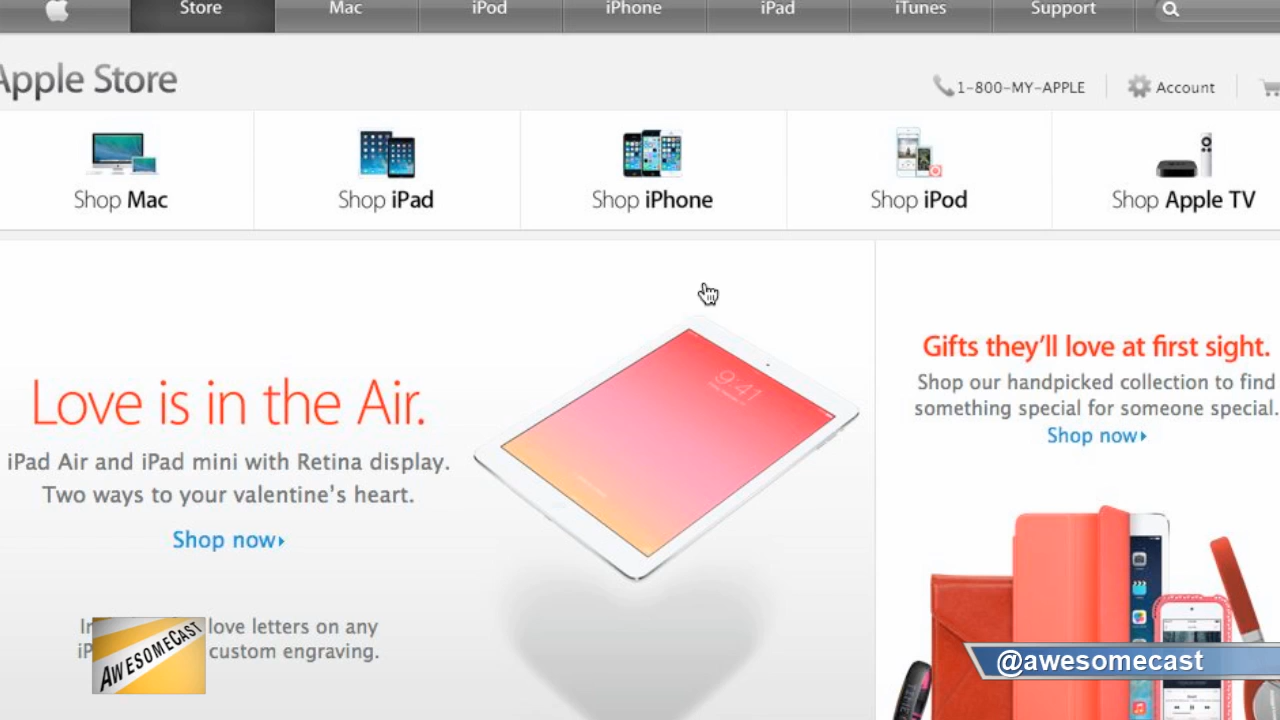 Store Mac iPod iPhone iPad iTunes Support
Apple Store
1-800-MY-APPLE Account
Shop Mac Shop iPad Shop iPhone Shop iPod Shop Apple TV
9:41
Love is in the Air.
iPad Air and iPad mini with Retina display.
Two ways to your valentine's heart.
Shop now
love letters on any
custom engraving.
Gifts they'll love at first sight.
Shop our handpicked collection to find
something special for someone special.
Shop now
AWESOMECAST
@awesomecast